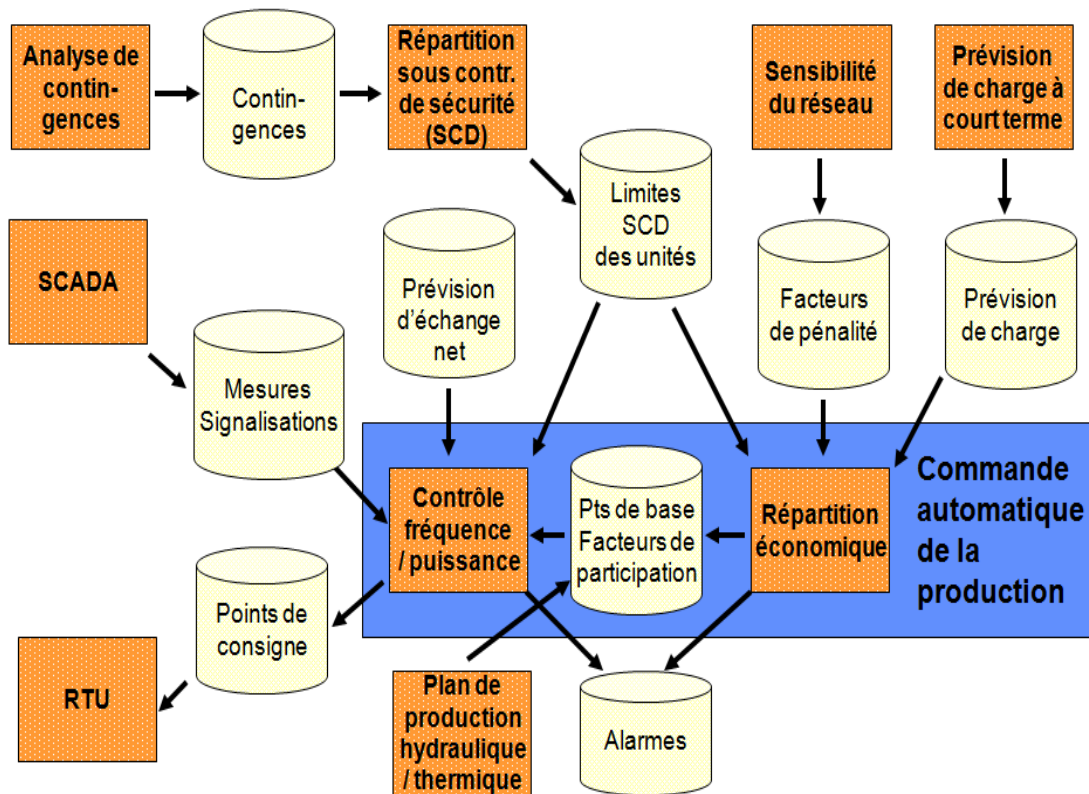 Analyse de
contin-
gences
Contin-
gences
Répartition
sous contr.
de sécurité
(SCD)
Sensibilité
du réseau
Prévision
de charge à
court terme
Limites
SCD
des unités
SCADA
Prévision
d'échange
net
Facteurs
de pénalité
Prévision
de charge
Mesures
Signalisations
Contrôle
fréquence
/ puissance
Pts de base
Facteurs de
participation
Répartition
économique
Commande
automatique
de la
production
Points de
consigne
RTU
Plan de
production
hydraulique
/ thermique
Alarmes